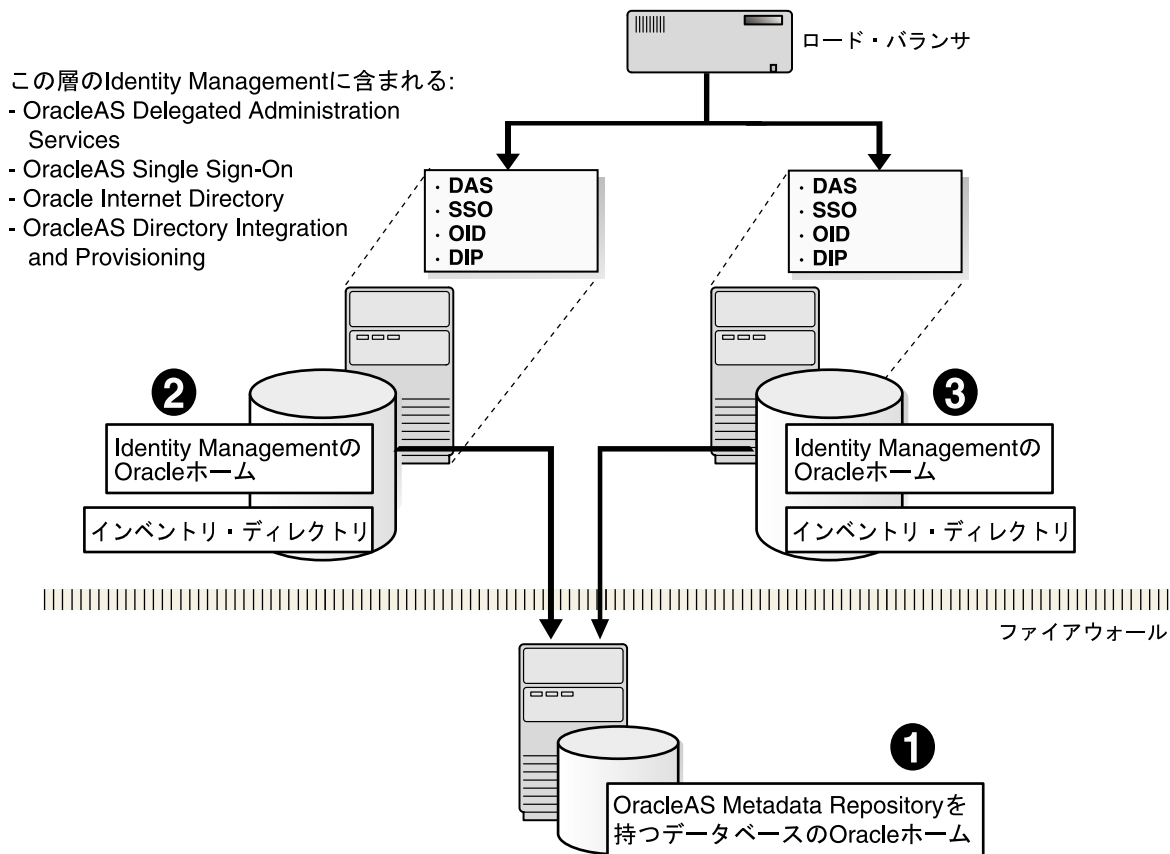 ロード・バランサ
この層のIdentity Managementに含まれる:
- OracleAS Delegated Administration
Services
- OracleAS Single Sign-On
- Oracle Internet Directory
- OracleAS Directory Integration
and Provisioning
· DAS
· SSO
· OID
· DIP
· DAS
· SSO
· OID
· DIP
2
Identity Managementの
Oracleホーム
インベントリ・ディレクトリ
3
Identity Managementの
Oracleホーム
インベントリ・ディレクトリ
ファイアウォール
1
OracleAS Metadata Repositoryを
持つデータベースのOracleホーム